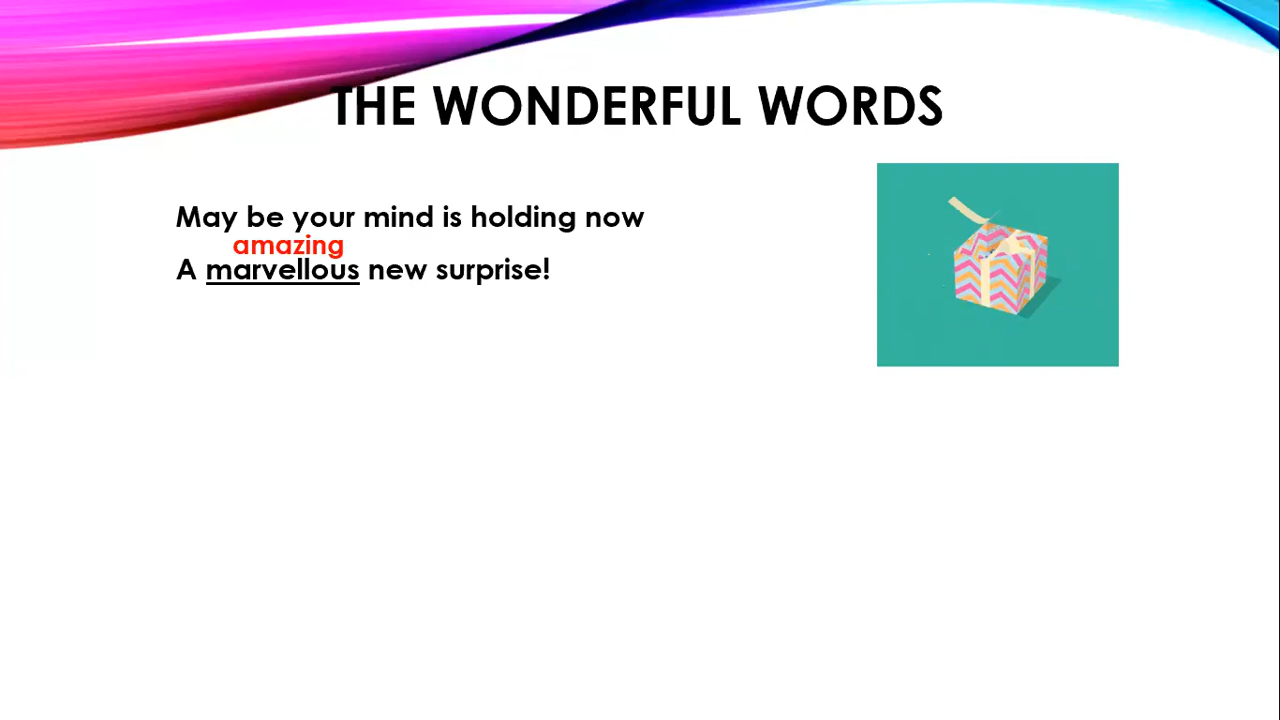 THE WONDERFUL WORDS
May be your mind is holding now
amazing
A marvellous new surprise!